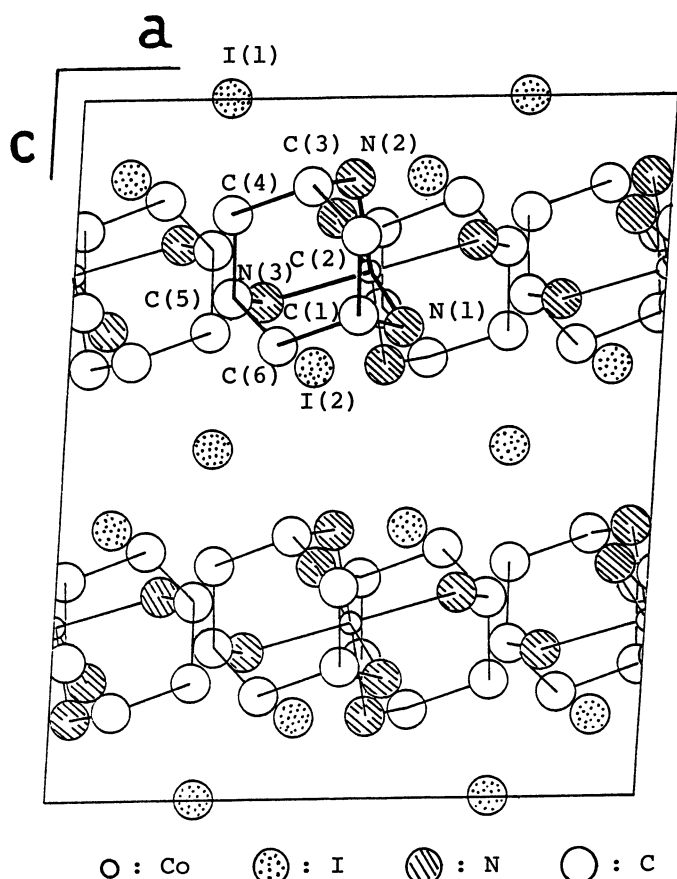 a
I(1)
c
C(3) N(2)
C(4)
C(2)
N(3)
C(5) C(1) N(1)
C(6)
I(2)
: Co : I : N : C